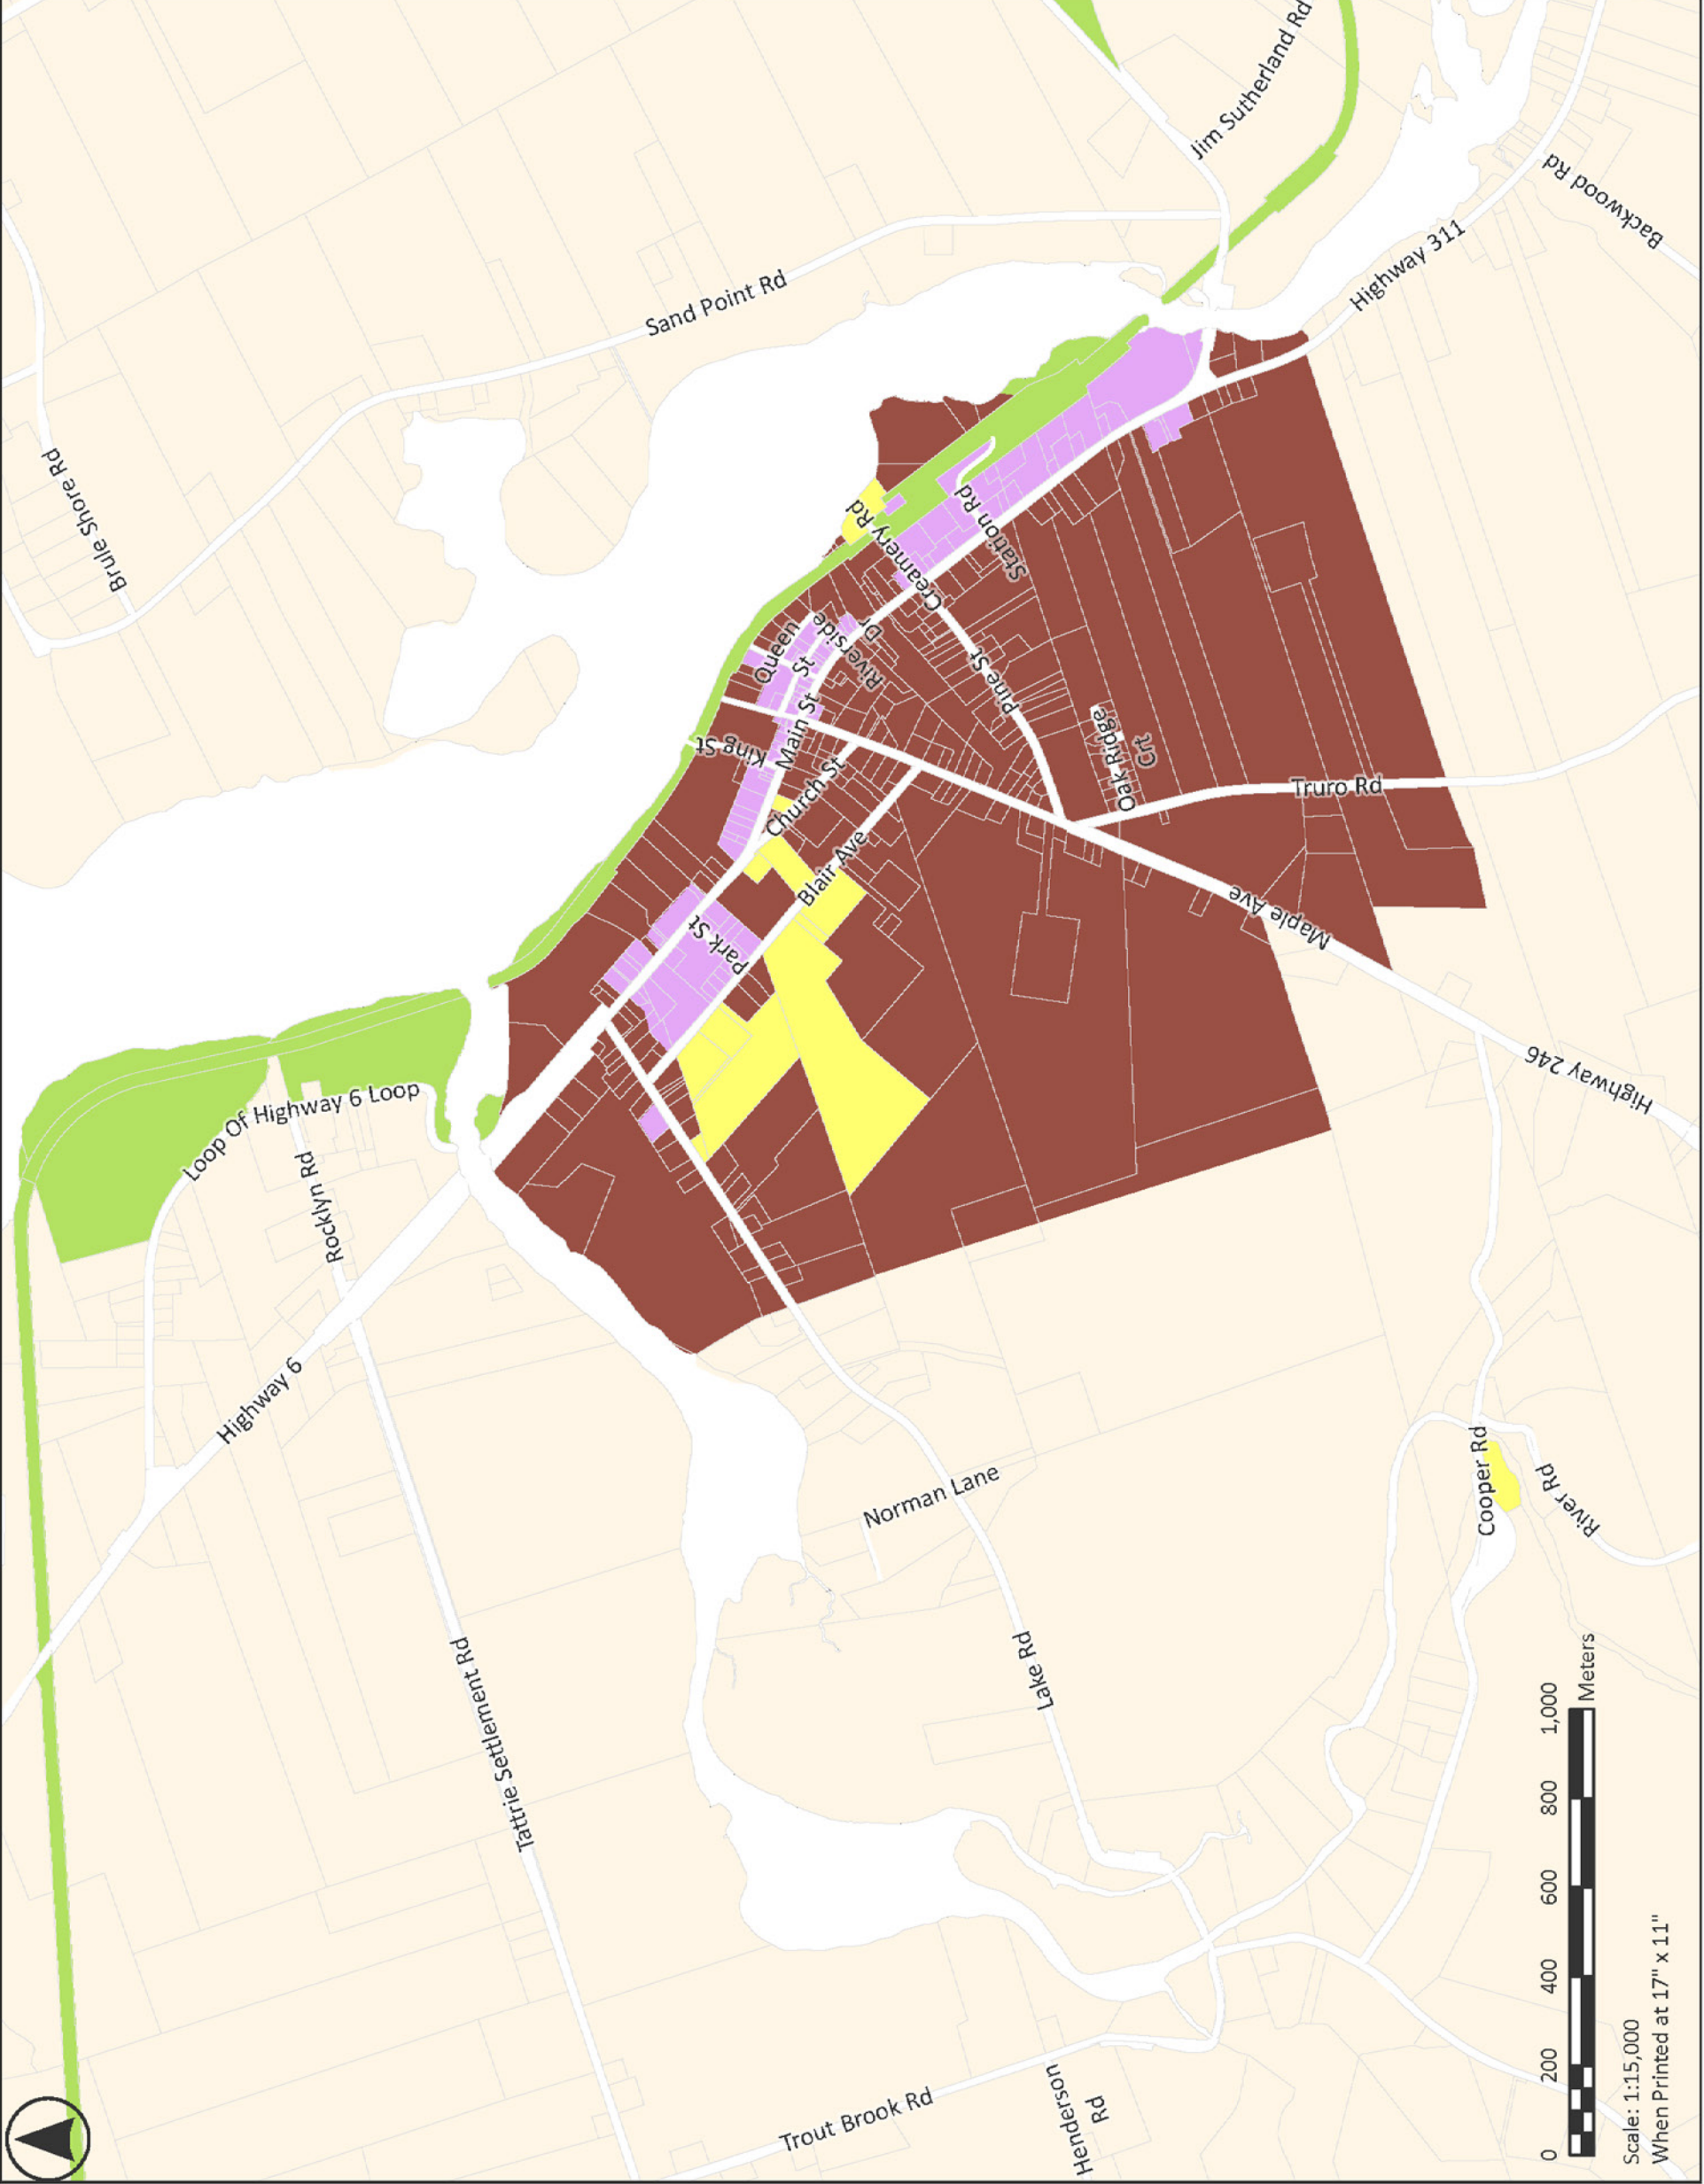 Brule Shore Rd
Sand Point Rd
Jim Sutherland Rd
Backwood Rd
Highway 311
Creamery Rd
Station Rd
Queen
St
Riverside
Dr
Pine St
King St
Main St
Church St
Oak Ridge
Crt
Truro Rd
Blair Ave
Park St
Maple Ave
Highway 246
Loop Of Highway 6 Loop
Rocklyn Rd
Highway 6
Tattrie Settlement Rd
Norman Lane
Lake Rd
Cooper Rd
River Rd
Trout Brook Rd
Henderson
Rd
0 200 400 600 800 1,000
Meters
Scale: 1:15,000
When Printed at 17" x 11"